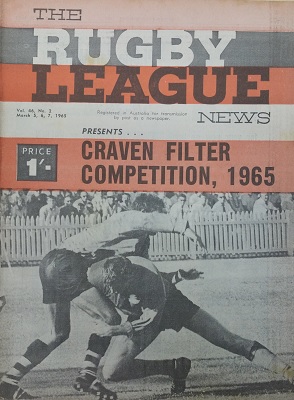 THE
RUGBY
LEAGUE
NEWS
Vol. 46, No. 2
March 5, 6, 7, 1965
Registered in Australia for transmission
by post as a newspaper.
PRESENTS . . .
PRICE
1/-
CRAVEN FILTER
COMPETITION, 1965